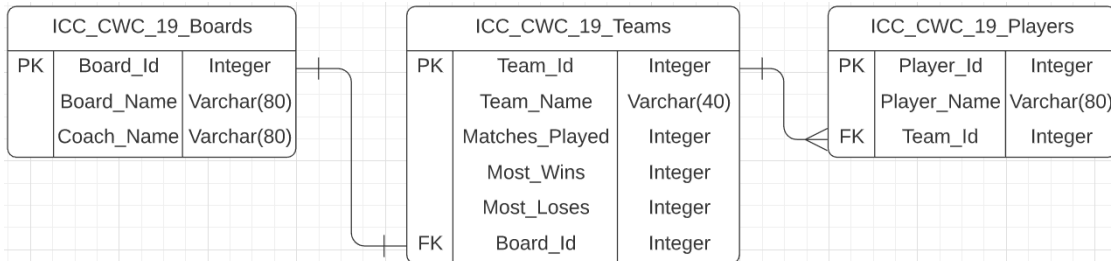 ICC_CWC_19_Boards
PK Board_Id Integer
Board_Name Varchar(80)
Coach_Name Varchar(80)
ICC_CWC_19_Teams
PK Team_Id Integer
Team_Name Varchar(40)
Matches_Played Integer
Most_Wins Integer
Most_Loses Integer
FK Board_Id Integer
ICC_CWC_19_Players
PK Player_Id Integer
Player_Name Varchar(80)
FK Team_Id Integer